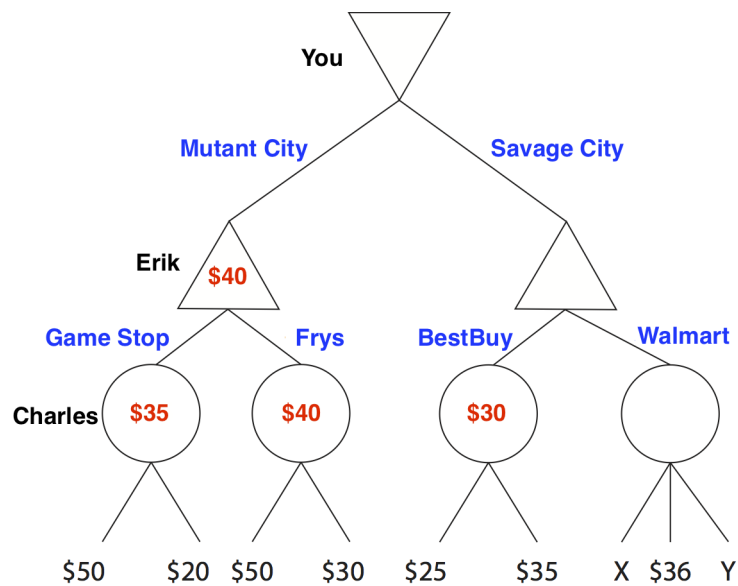 You
Mutant City
Savage City
Erik
$40
Game Stop
Frys
BestBuy
Walmart
Charles
$35
$40
$30
$50
$20
$50
$30
$25
$35
X
$36
Y